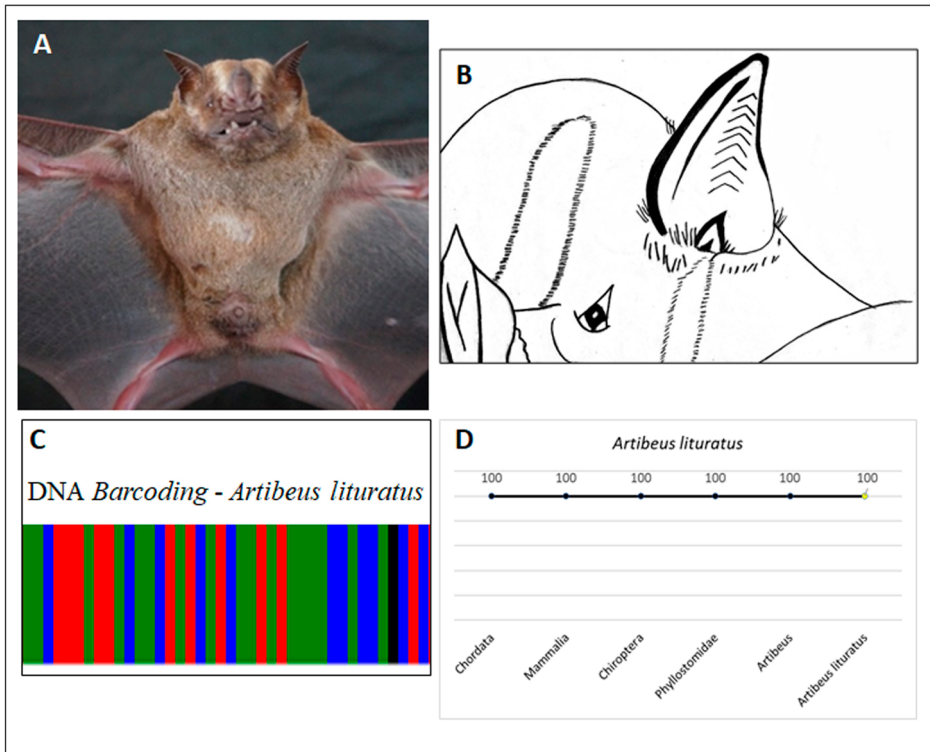 A
B
C
DNA Barcoding - Artibeus lituratus
D
Artibeus lituratus
100 100 100 100 100 100
Chordata
Mammalia
Chiroptera
Phyllostomidae
Artibeus
Artibeus lituratus